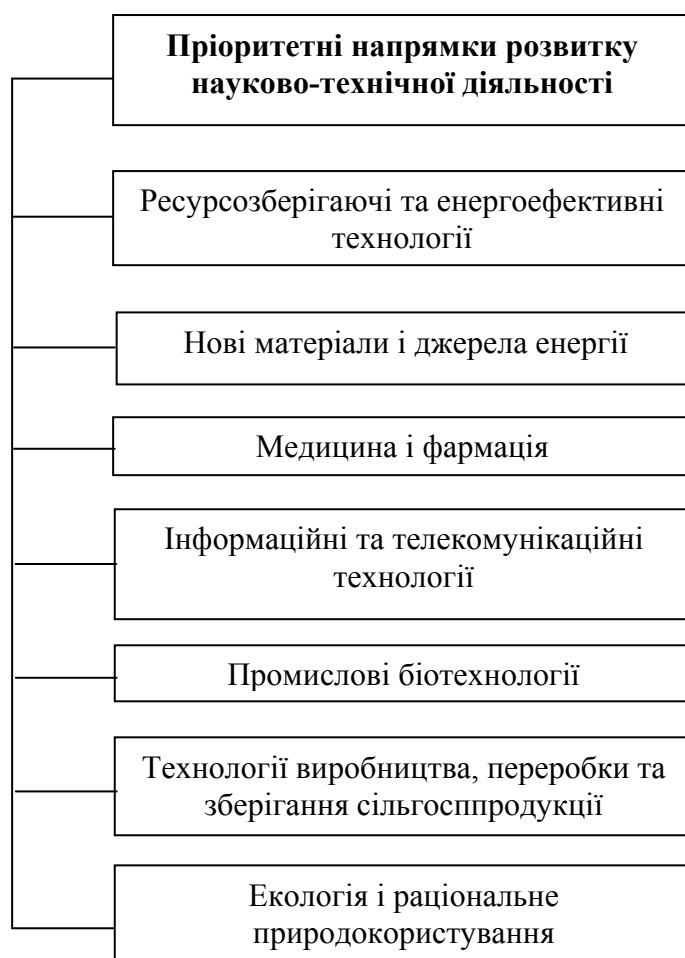 Пріоритетні напрямки розвитку
науково-технічної діяльності
Ресурсозберігаючі та енергоефективні
технології
Нові матеріали і джерела енергії
Медицина і фармація
Інформаційні та телекомунікаційні
технології
Промислові біотехнології
Технології виробництва, переробки та
зберігання сільгосппродукції
Екологія і раціональне
природокористування